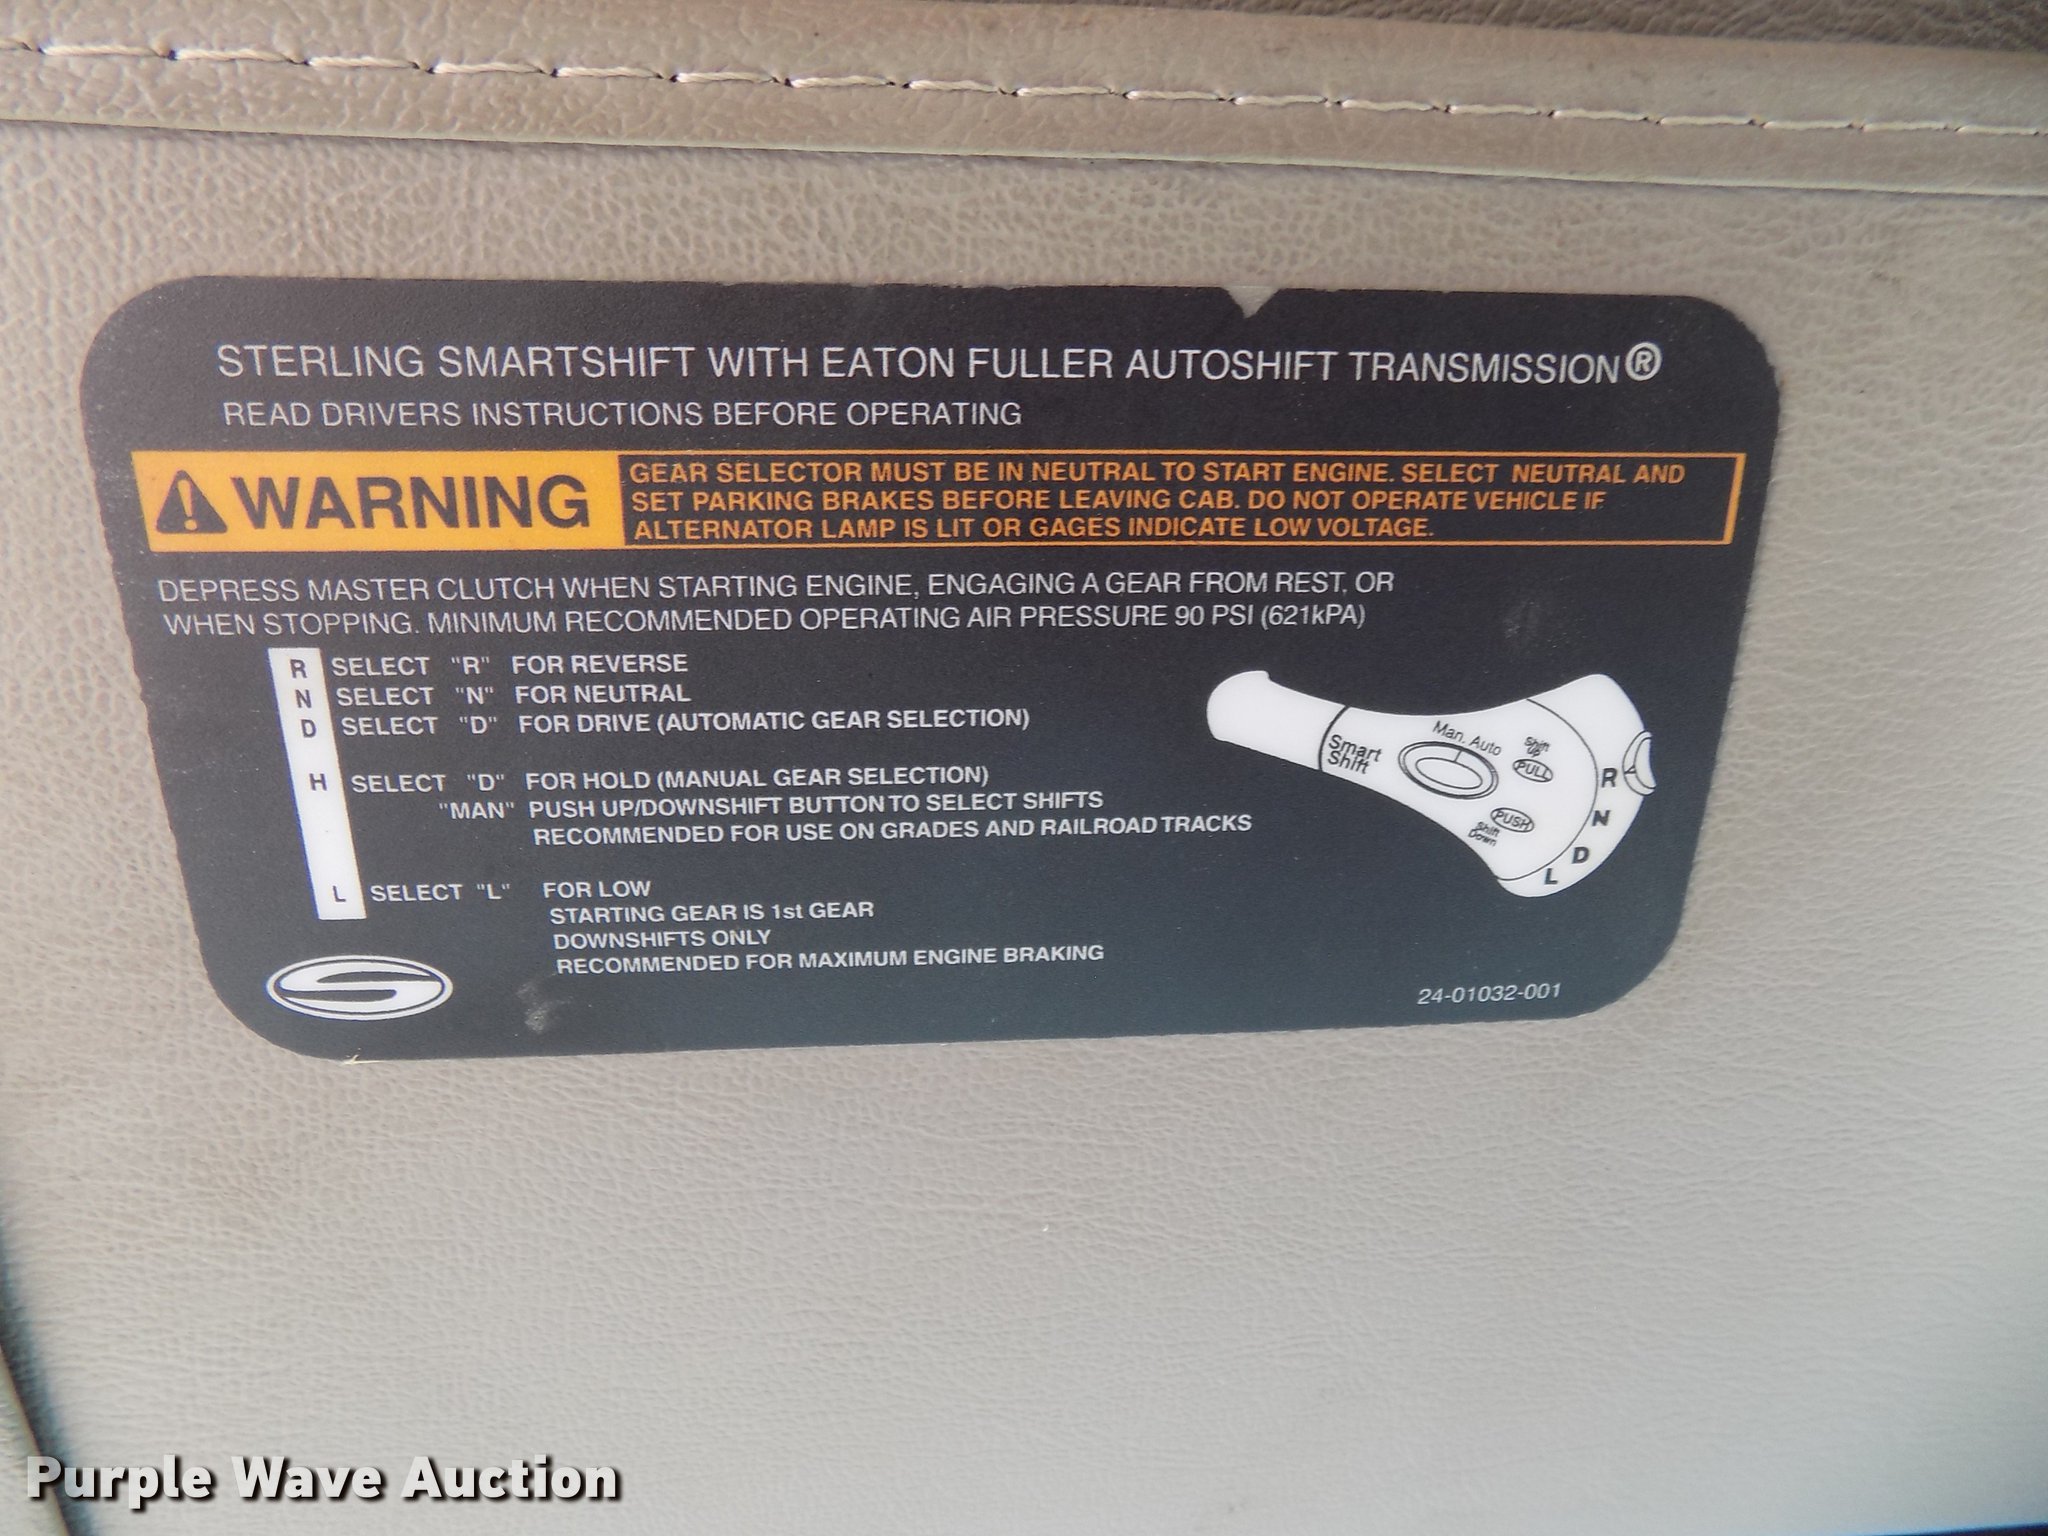 STERLING SMARTSHIFT WITH EATON FULLER AUTOSHIFT TRANSMISSION®
READ DRIVERS INSTRUCTIONS BEFORE OPERATING
WARNING
GEAR SELECTOR MUST BE IN NEUTRAL TO START ENGINE. SELECT NEUTRAL AND
SET PARKING BRAKES BEFORE LEAVING CAB. DO NOT OPERATE VEHICLE IF
ALTERNATOR LAMP IS LIT OR GAGES INDICATE LOW VOLTAGE.
DEPRESS MASTER CLUTCH WHEN STARTING ENGINE, ENGAGING A GEAR FROM REST, OR
WHEN STOPPING. MINIMUM RECOMMENDED OPERATING AIR PRESSURE 90 PSI (621kPA)
R SELECT "R" FOR REVERSE
N SELECT "N" FOR NEUTRAL
D SELECT "D" FOR DRIVE (AUTOMATIC GEAR SELECTION)
H SELECT "D" FOR HOLD (MANUAL GEAR SELECTION)
"MAN" PUSH UP/DOWNSHIFT BUTTON TO SELECT SHIFTS
RECOMMENDED FOR USE ON GRADES AND RAILROAD TRACKS
L SELECT "L" FOR LOW
STARTING GEAR IS 1st GEAR
DOWNSHIFTS ONLY
RECOMMENDED FOR MAXIMUM ENGINE BRAKING
Smart
Shift
Man. Auto
Shift
Up
PULL
PUSH
Shift
Down
R
N
D
L
24-01032-001
Purple Wave Auction